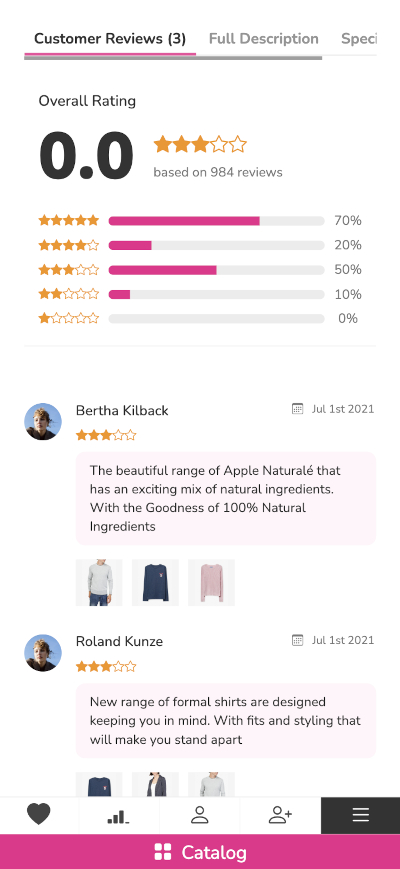 Customer Reviews (3) Full Description Speci
Overall Rating
0.0
based on 984 reviews
70%
20%
50%
10%
0%
Bertha Kilback Jul 1st 2021
The beautiful range of Apple Naturalé that
has an exciting mix of natural ingredients.
With the Goodness of 100% Natural
Ingredients
Roland Kunze Jul 1st 2021
New range of formal shirts are designed
keeping you in mind. With fits and styling that
will make you stand apart
Catalog